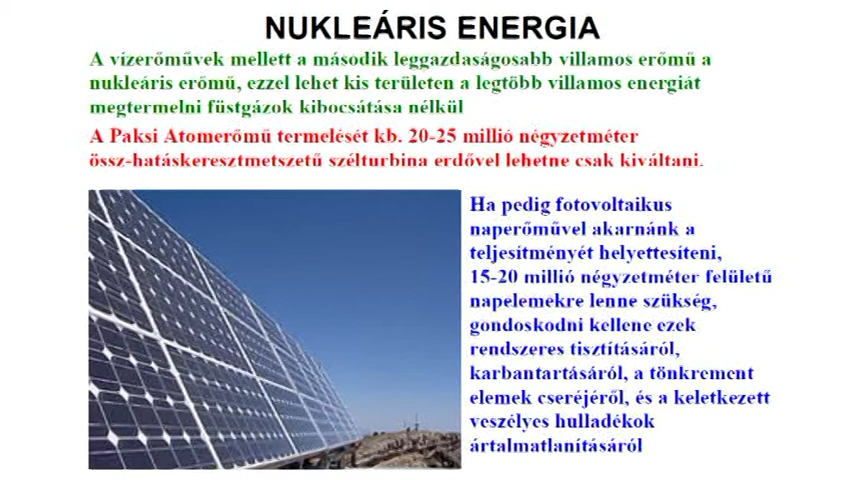 NUKLEÁRIS ENERGIA
A vízerőművek mellett a második leggazdaságosabb villamos erőmű a
nukleáris erőmű, ezzel lehet kis területen a legtöbb villamos energiát
megtermelni füstgázok kibocsátása nélkül
A Paksi Atomerőmű termelését kb. 20-25 millió négyzetméter
össz-hatáskeresztmetszetű szélturbina erdővel lehetne csak kiváltani.
Ha pedig fotovoltaikus
naperőművel akarnánk a
teljesítményét helyettesíteni,
15-20 millió négyzetméter felületű
napelemekre lenne szükség,
gondoskodni kellene ezek
rendszeres tisztításáról,
karbantartásáról, a tönkrement
elemek cseréjéről, és a keletkezett
veszélyes hulladékok
ártalmatlanításáról